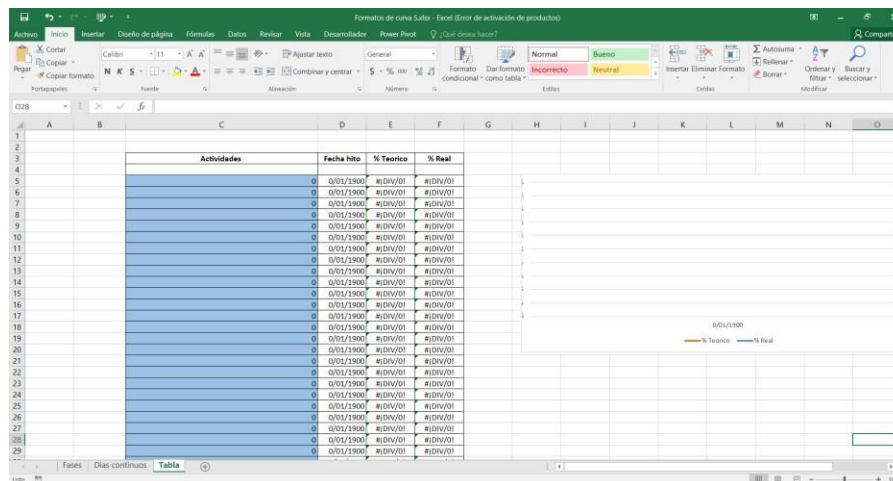 Formatos de curva S.xlsx - Excel (Error de activación de productos)
Archivo Inicio Insertar Diseño de página Fórmulas Datos Revisar Vista Desarrollador Power Pivot ¿Qué desea hacer? Comparti
Cortar
Copiar
Copiar formato
Pegar
Portapapeles
Calibri 11
N K S
Fuente
Ajustar texto
Combinar y centrar
Alineación
General
$ % 000
Número
Formato condicional
Dar formato como tabla
Normal Bueno
Incorrecto Neutral
Estilos
Insertar Eliminar Formato
Celdas
Autosuma
Rellenar
Borrar
Ordenar y filtrar
Buscar y seleccionar
Modificar
O28 fx
A B C D E F G H I J K L M N O
1
2
3 Actividades Fecha hito % Teorico % Real
4
5 0 0/01/1900 #¡DIV/0! #¡DIV/0!
6 0 0/01/1900 #¡DIV/0! #¡DIV/0!
7 0 0/01/1900 #¡DIV/0! #¡DIV/0!
8 0 0/01/1900 #¡DIV/0! #¡DIV/0!
9 0 0/01/1900 #¡DIV/0! #¡DIV/0!
10 0 0/01/1900 #¡DIV/0! #¡DIV/0!
11 0 0/01/1900 #¡DIV/0! #¡DIV/0!
12 0 0/01/1900 #¡DIV/0! #¡DIV/0!
13 0 0/01/1900 #¡DIV/0! #¡DIV/0!
14 0 0/01/1900 #¡DIV/0! #¡DIV/0!
15 0 0/01/1900 #¡DIV/0! #¡DIV/0!
16 0 0/01/1900 #¡DIV/0! #¡DIV/0!
17 0 0/01/1900 #¡DIV/0! #¡DIV/0!
18 0 0/01/1900 #¡DIV/0! #¡DIV/0!
19 0 0/01/1900 #¡DIV/0! #¡DIV/0!
20 0 0/01/1900 #¡DIV/0! #¡DIV/0!
21 0 0/01/1900 #¡DIV/0! #¡DIV/0!
22 0 0/01/1900 #¡DIV/0! #¡DIV/0!
23 0 0/01/1900 #¡DIV/0! #¡DIV/0!
24 0 0/01/1900 #¡DIV/0! #¡DIV/0!
25 0 0/01/1900 #¡DIV/0! #¡DIV/0!
26 0 0/01/1900 #¡DIV/0! #¡DIV/0!
27 0 0/01/1900 #¡DIV/0! #¡DIV/0!
28 0 0/01/1900 #¡DIV/0! #¡DIV/0!
29 0 0/01/1900 #¡DIV/0! #¡DIV/0!
0/01/1900
% Teorico % Real
Fases Días continuos Tabla
Listo